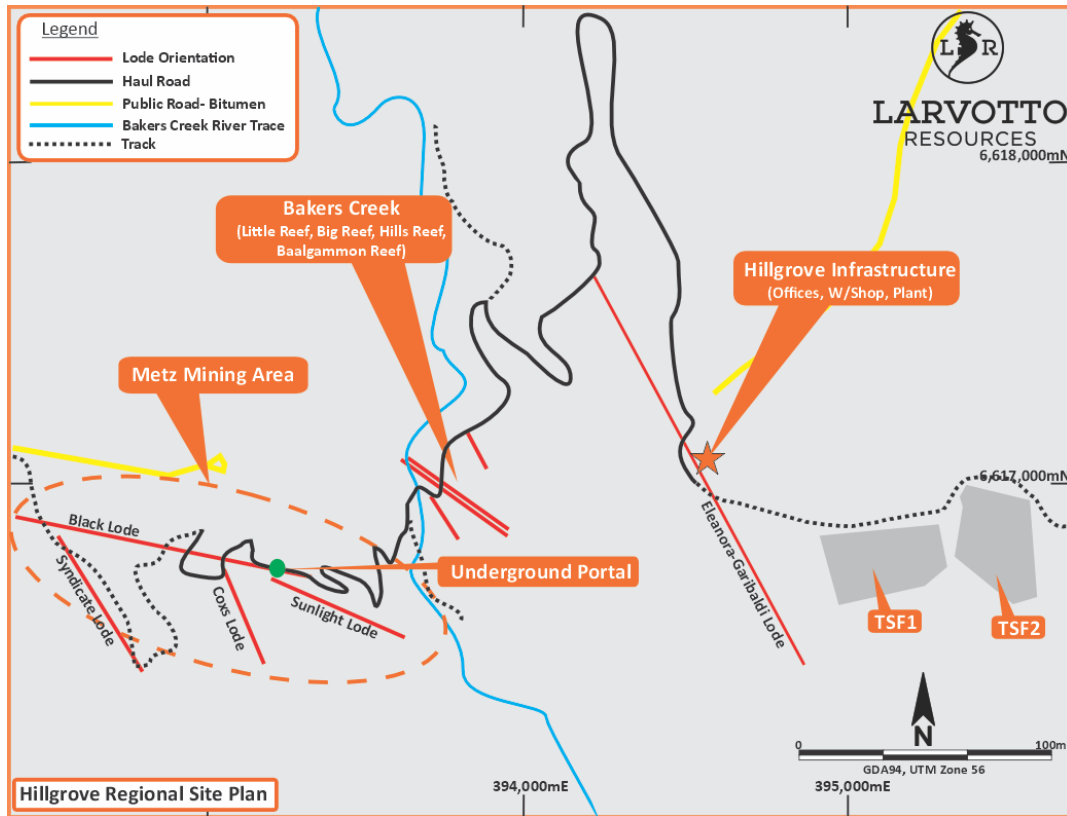 Legend
Lode Orientation
Haul Road
Public Road- Bitumen
Bakers Creek River Trace
Track
L R
LARVOTTO
RESOURCES
6,618,000mN
Bakers Creek
(Little Reef, Big Reef, Hills Reef,
Baalgammon Reef)
Hillgrove Infrastructure
(Offices, W/Shop, Plant)
Metz Mining Area
6,617,000mN
Black Lode
Syndicate Lode
Coxs Lode
Sunlight Lode
Underground Portal
Eleanora-Garibaldi Lode
TSF1
TSF2
N
0
100m
GDA94, UTM Zone 56
Hillgrove Regional Site Plan
394,000mE
395,000mE